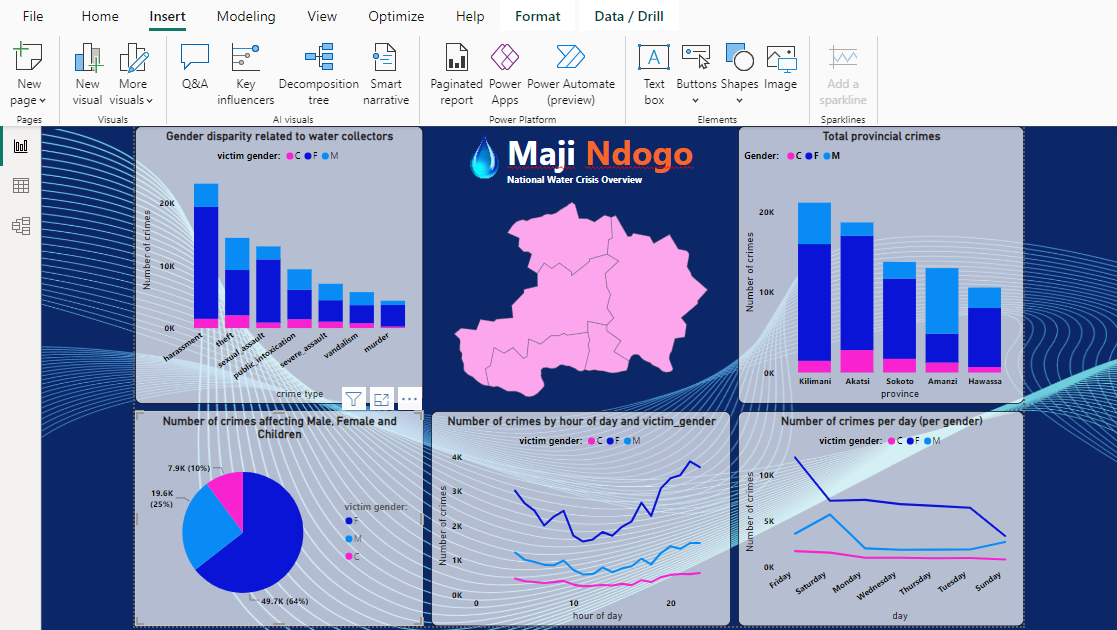 File Home Insert Modeling View Optimize Help Format Data / Drill
New page
New visual
More visuals
Q&A
Key influencers
Decomposition tree
Smart narrative
Paginated report
Power Apps
Power Automate (preview)
Text box
Buttons
Shapes
Image
Add a sparkline
Pages Visuals AI visuals Power Platform Elements Sparklines
Gender disparity related to water collectors
victim gender: C F M
Number of crimes
20K
10K
0K
harassment theft sexual_assault public_intoxication severe_assault vandalism murder
crime type
Maji Ndogo
National Water Crisis Overview
Total provincial crimes
Gender: C F M
Number of crimes
20K
10K
0K
Kilimani Akatsi Sokoto Amanzi Hawassa
province
Number of crimes affecting Male, Female and
Children
7.9K (10%)
19.6K
(25%)
49.7K (64%)
victim gender:
F
M
C
Number of crimes by hour of day and victim_gender
victim gender: C F M
Number of crimes
4K
3K
2K
1K
0K
0 10 20
hour of day
Number of crimes per day (per gender)
victim gender: C F M
Number of crimes
10K
5K
0K
Friday Saturday Monday Wednesday Thursday Tuesday Sunday
day